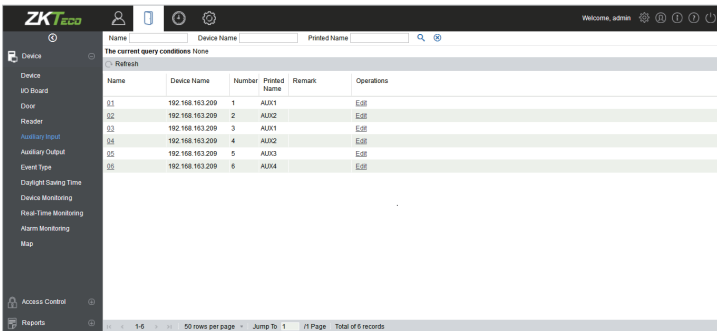 ZKTECO
Welcome, admin
Name Device Name Printed Name
The current query conditions None
Refresh
Name Device Name Number Printed Name Remark Operations
01 192.168.163.209 1 AUX1 Edit
02 192.168.163.209 2 AUX2 Edit
03 192.168.163.209 3 AUX1 Edit
04 192.168.163.209 4 AUX2 Edit
05 192.168.163.209 5 AUX3 Edit
06 192.168.163.209 6 AUX4 Edit
Device
Device
I/O Board
Door
Reader
Auxiliary Input
Auxiliary Output
Event Type
Daylight Saving Time
Device Monitoring
Real-Time Monitoring
Alarm Monitoring
Map
Access Control
Reports
1-6 50 rows per page Jump To 1 /1 Page Total of 6 records